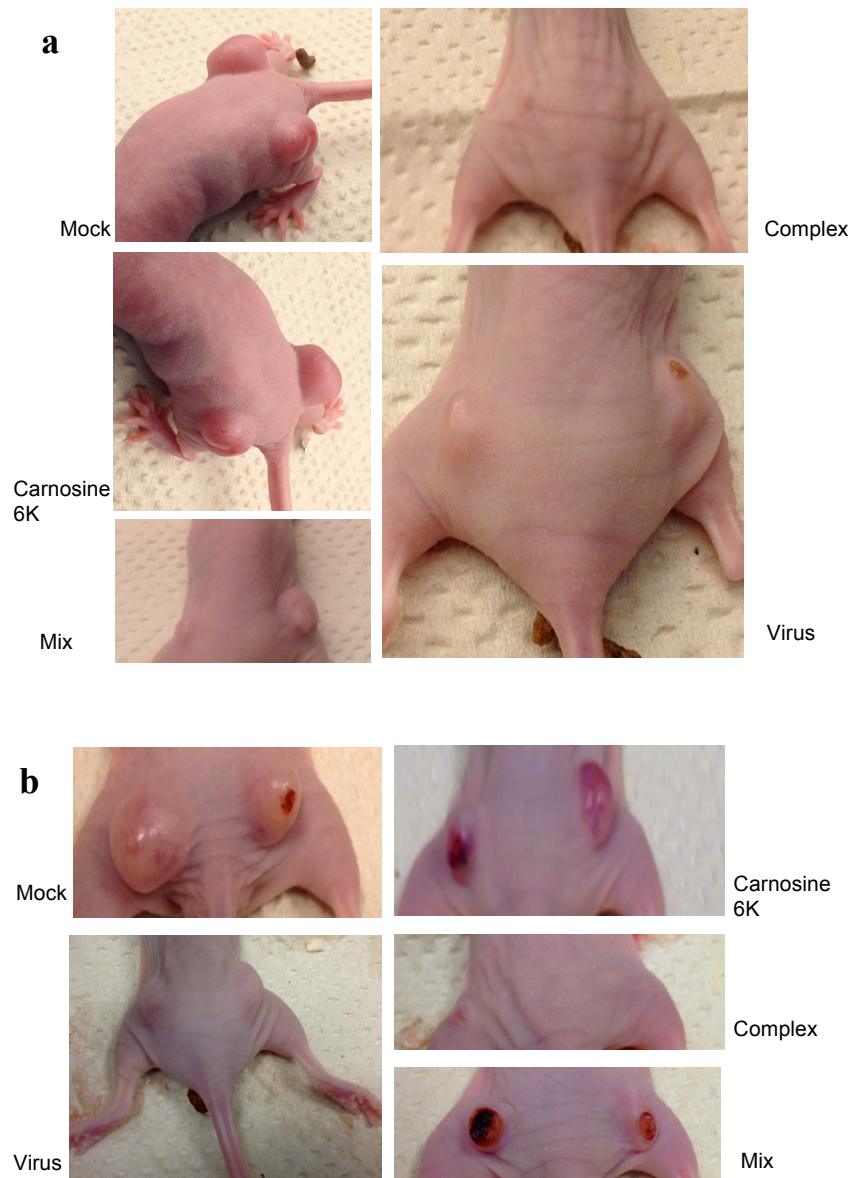 a
Mock
Complex
Carnosine
6K
Mix
Virus
b
Mock
Carnosine
6K
Complex
Virus
Mix